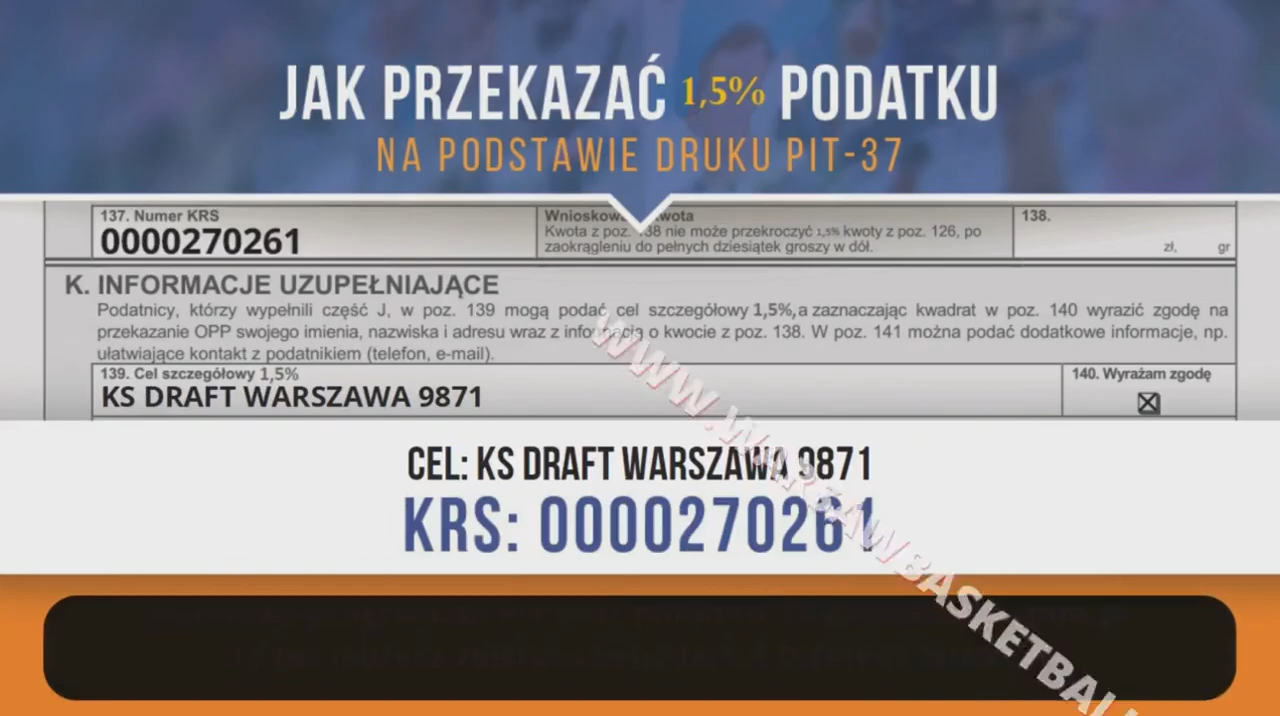 JAK PRZEKAZAĆ 1,5% PODATKU
NA PODSTAWIE DRUKU PIT-37
137. Numer KRS
0000270261
Kwota z poz. 138 nie może przekroczyć 1,5% kwoty z poz. 126, po
zaokrągleniu do pełnych dziesiątek groszy w dół.
138.
zł, gr
K. INFORMACJE UZUPEŁNIAJĄCE
Podatnicy, którzy wypełnili część J, w poz. 139 mogą podać cel szczegółowy 1,5%, a zaznaczając kwadrat w poz. 140 wyrazić zgodę na
przekazanie OPP swojego imienia, nazwiska i adresu wraz z informacją o kwocie z poz. 138. W poz. 141 można podać dodatkowe informacje, np.
ułatwiające kontakt z podatnikiem (telefon, e-mail).
139. Cel szczegółowy 1,5%
KS DRAFT WARSZAWA 9871
140. Wyrażam zgodę
CEL: KS DRAFT WARSZAWA 9871
KRS: 0000270261
WWW.WARSAWBASKETBALL